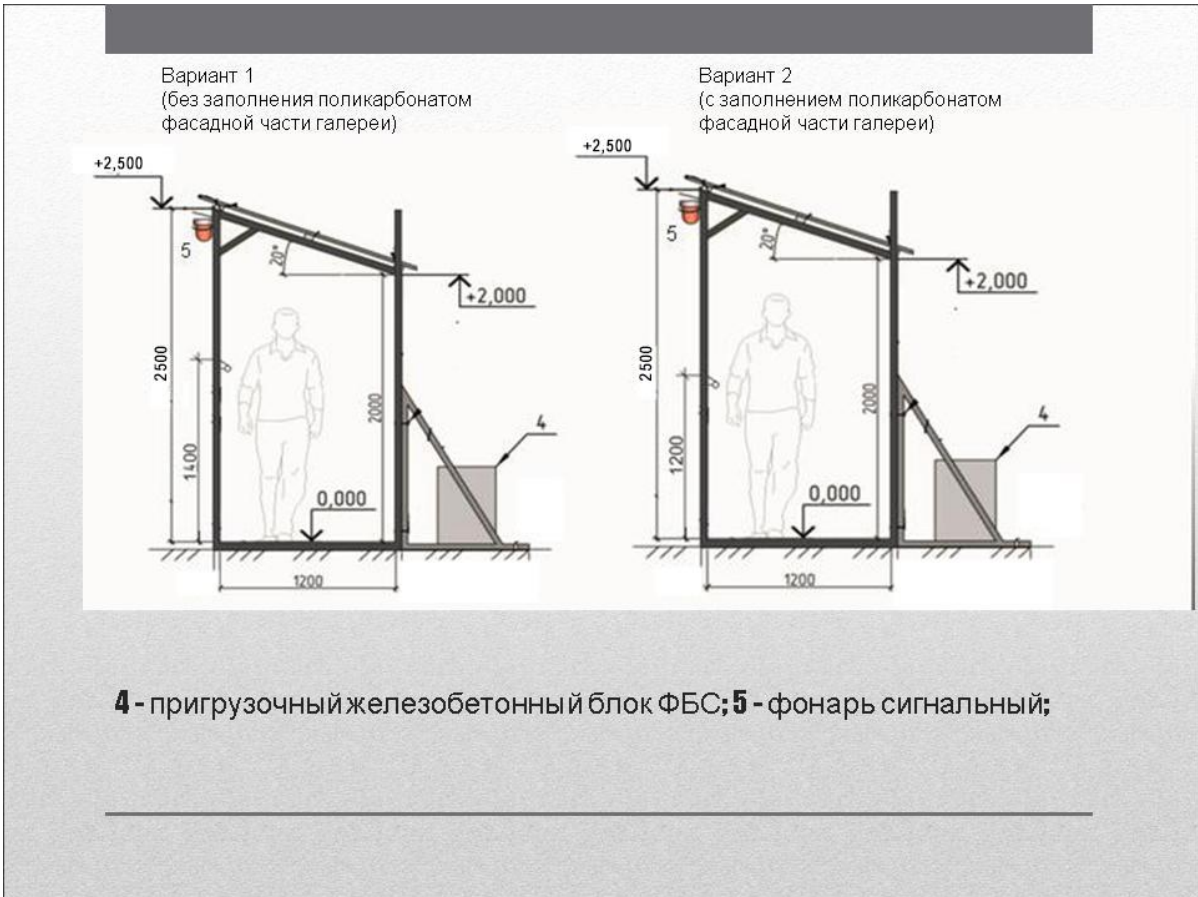 Вариант 1
(без заполнения поликарбонатом
фасадной части галереи)
+2,500
5
20°
+2,000
2500
1400
2000
4
0,000
1200
Вариант 2
(с заполнением поликарбонатом
фасадной части галереи)
+2,500
5
20°
+2,000
2500
1200
2000
4
0,000
1200
4 - пригрузочный железобетонный блок ФБС; 5 - фонарь сигнальный;